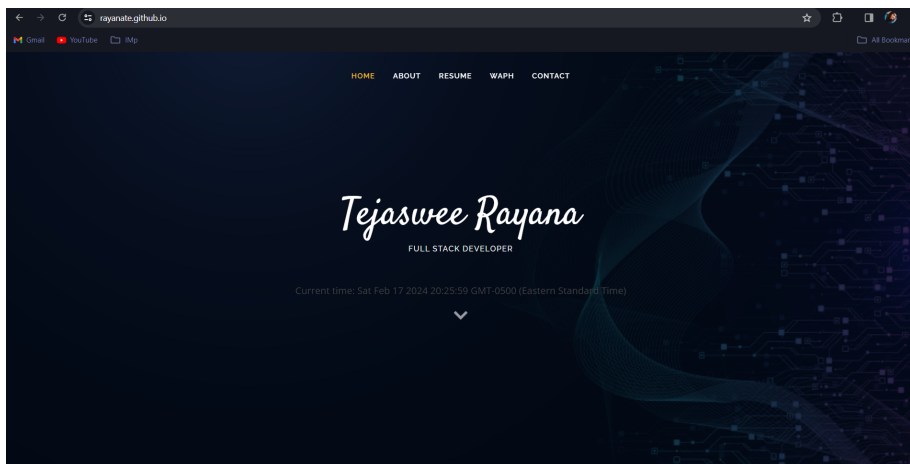 rayanate.github.io
Gmail YouTube IMp All Bookmar
HOME ABOUT RESUME WAPH CONTACT
Tejaswee Rayana
FULL STACK DEVELOPER
Current time: Sat Feb 17 2024 20:25:59 GMT-0500 (Eastern Standard Time)